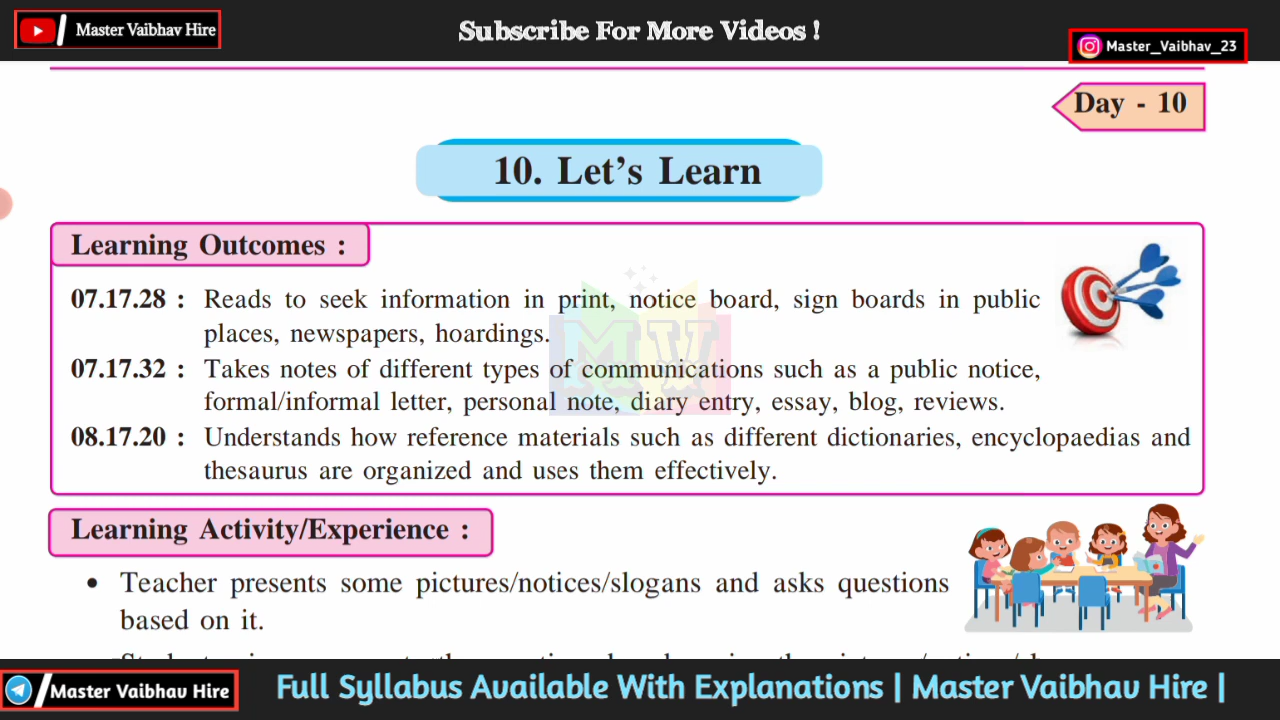 Master Vaibhav Hire
Subscribe For More Videos !
Master_Vaibhav_23
Day - 10
10. Let's Learn
Learning Outcomes :
07.17.28 : Reads to seek information in print, notice board, sign boards in public
places, newspapers, hoardings.
07.17.32 : Takes notes of different types of communications such as a public notice,
formal/informal letter, personal note, diary entry, essay, blog, reviews.
08.17.20 : Understands how reference materials such as different dictionaries, encyclopaedias and
thesaurus are organized and uses them effectively.
MV
Learning Activity/Experience :
• Teacher presents some pictures/notices/slogans and asks questions
based on it.
Master Vaibhav Hire
Full Syllabus Available With Explanations | Master Vaibhav Hire |